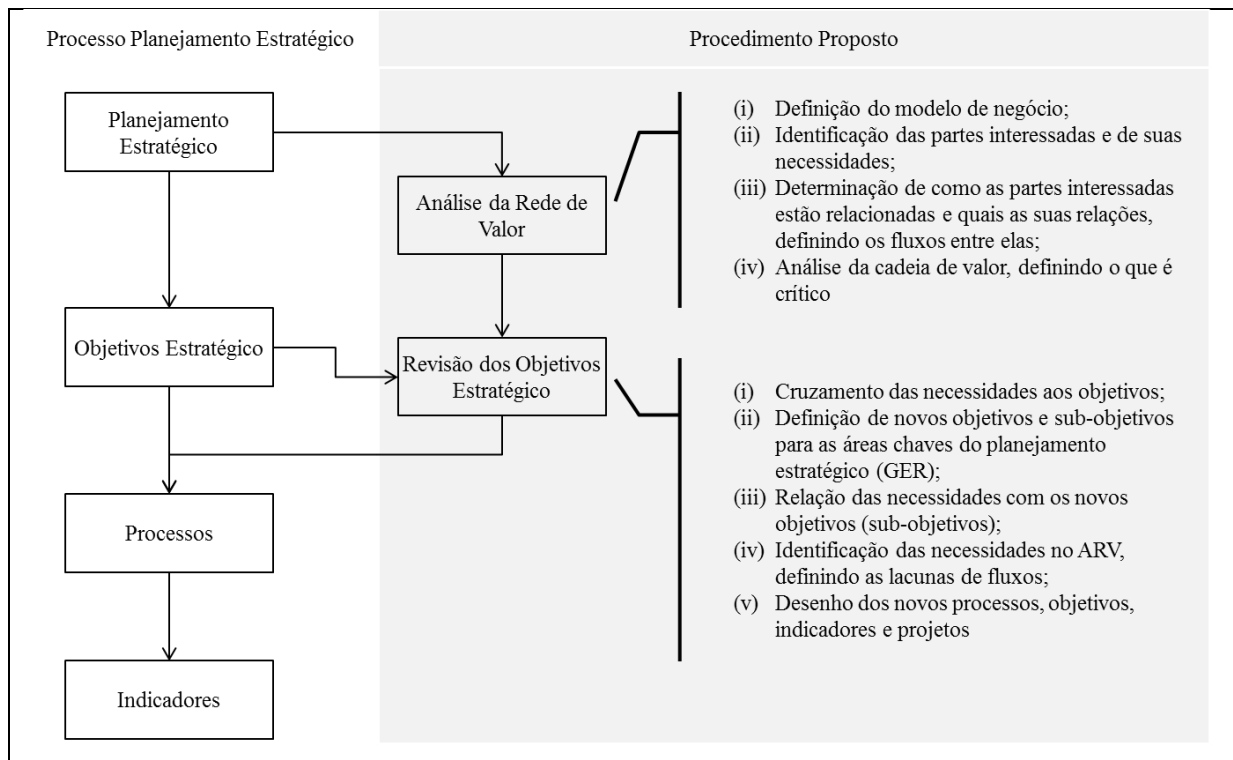 Processo Planejamento Estratégico
Procedimento Proposto
Planejamento
Estratégico
Análise da Rede de
Valor
(i) Definição do modelo de negócio;
(ii) Identificação das partes interessadas e de suas
necessidades;
(iii) Determinação de como as partes interessadas
estão relacionadas e quais as suas relações,
definindo os fluxos entre elas;
(iv) Análise da cadeia de valor, definindo o que é
crítico
Objetivos Estratégico
Revisão dos Objetivos
Estratégico
(i) Cruzamento das necessidades aos objetivos;
(ii) Definição de novos objetivos e sub-objetivos
para as áreas chaves do planejamento
estratégico (GER);
(iii) Relação das necessidades com os novos
objetivos (sub-objetivos);
(iv) Identificação das necessidades no ARV,
definindo as lacunas de fluxos;
(v) Desenho dos novos processos, objetivos,
indicadores e projetos
Processos
Indicadores